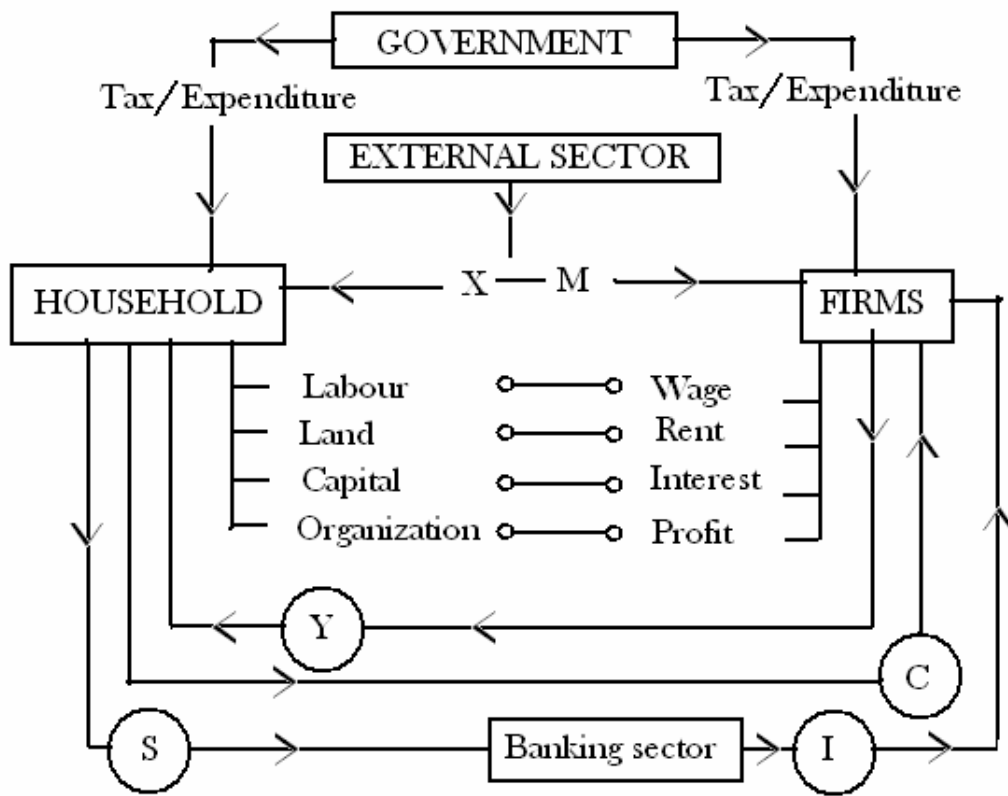 GOVERNMENT
Tax/Expenditure
Tax/Expenditure
EXTERNAL SECTOR
X — M
HOUSEHOLD
FIRMS
Labour
Wage
Land
Rent
Capital
Interest
Organization
Profit
Y
C
S
Banking sector
I